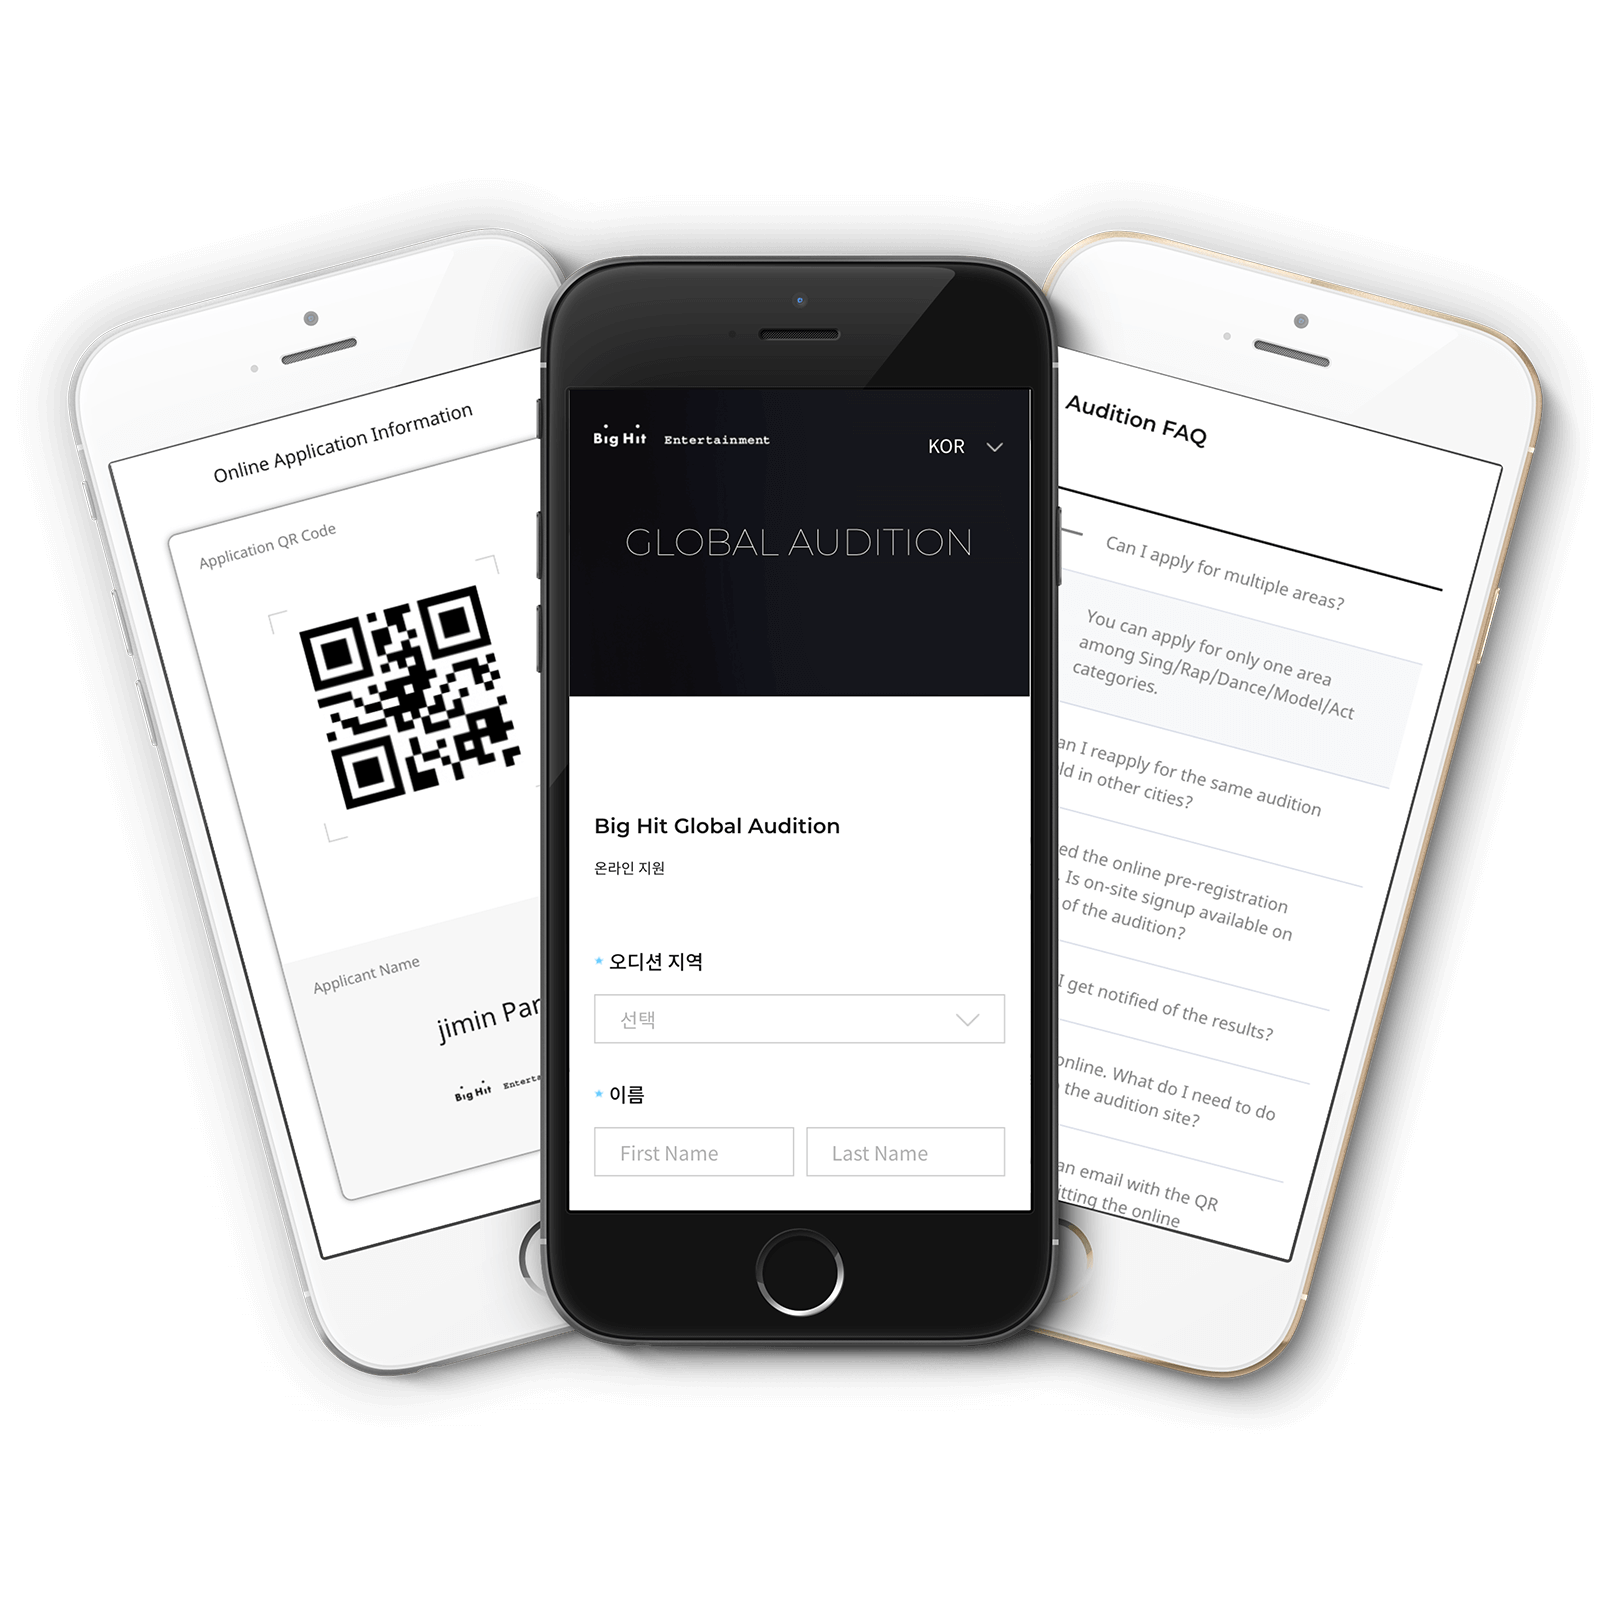 Online Application Information
Application QR Code
Applicant Name
jimin Par
Big Hit Enterta
Big Hit Entertainment
KOR
GLOBAL AUDITION
Big Hit Global Audition
온라인 지원
* 오디션 지역
선택
* 이름
First Name
Last Name
Audition FAQ
Can I apply for multiple areas?
You can apply for only one area
among Sing/Rap/Dance/Model/Act
categories.
an I reapply for the same audition
ld in other cities?
ed the online pre-registration
. Is on-site signup available on
of the audition?
I get notified of the results?
online. What do I need to do
the audition site?
an email with the QR
itting the online